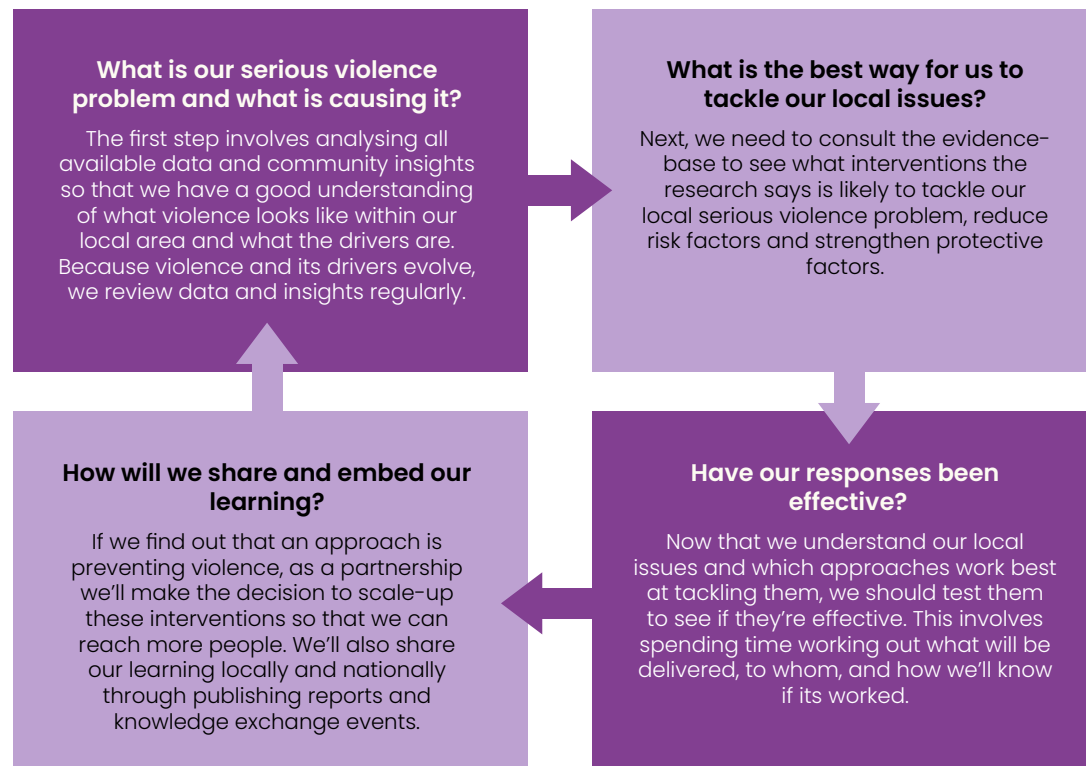 What is our serious violence
problem and what is causing it?
The first step involves analysing all
available data and community insights
so that we have a good understanding
of what violence looks like within our
local area and what the drivers are.
Because violence and its drivers evolve,
we review data and insights regularly.
What is the best way for us to
tackle our local issues?
Next, we need to consult the evidence-
base to see what interventions the
research says is likely to tackle our
local serious violence problem, reduce
risk factors and strengthen protective
factors.
Have our responses been
effective?
Now that we understand our local
issues and which approaches work best
at tackling them, we should test them
to see if they’re effective. This involves
spending time working out what will be
delivered, to whom, and how we’ll know
if its worked.
How will we share and embed our
learning?
If we find out that an approach is
preventing violence, as a partnership
we’ll make the decision to scale-up
these interventions so that we can
reach more people. We’ll also share
our learning locally and nationally
through publishing reports and
knowledge exchange events.